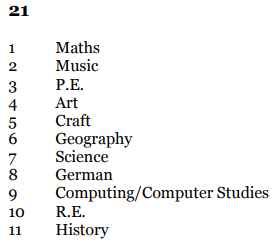 21
1 Maths
2 Music
3 P.E.
4 Art
5 Craft
6 Geography
7 Science
8 German
9 Computing/Computer Studies
10 R.E.
11 History